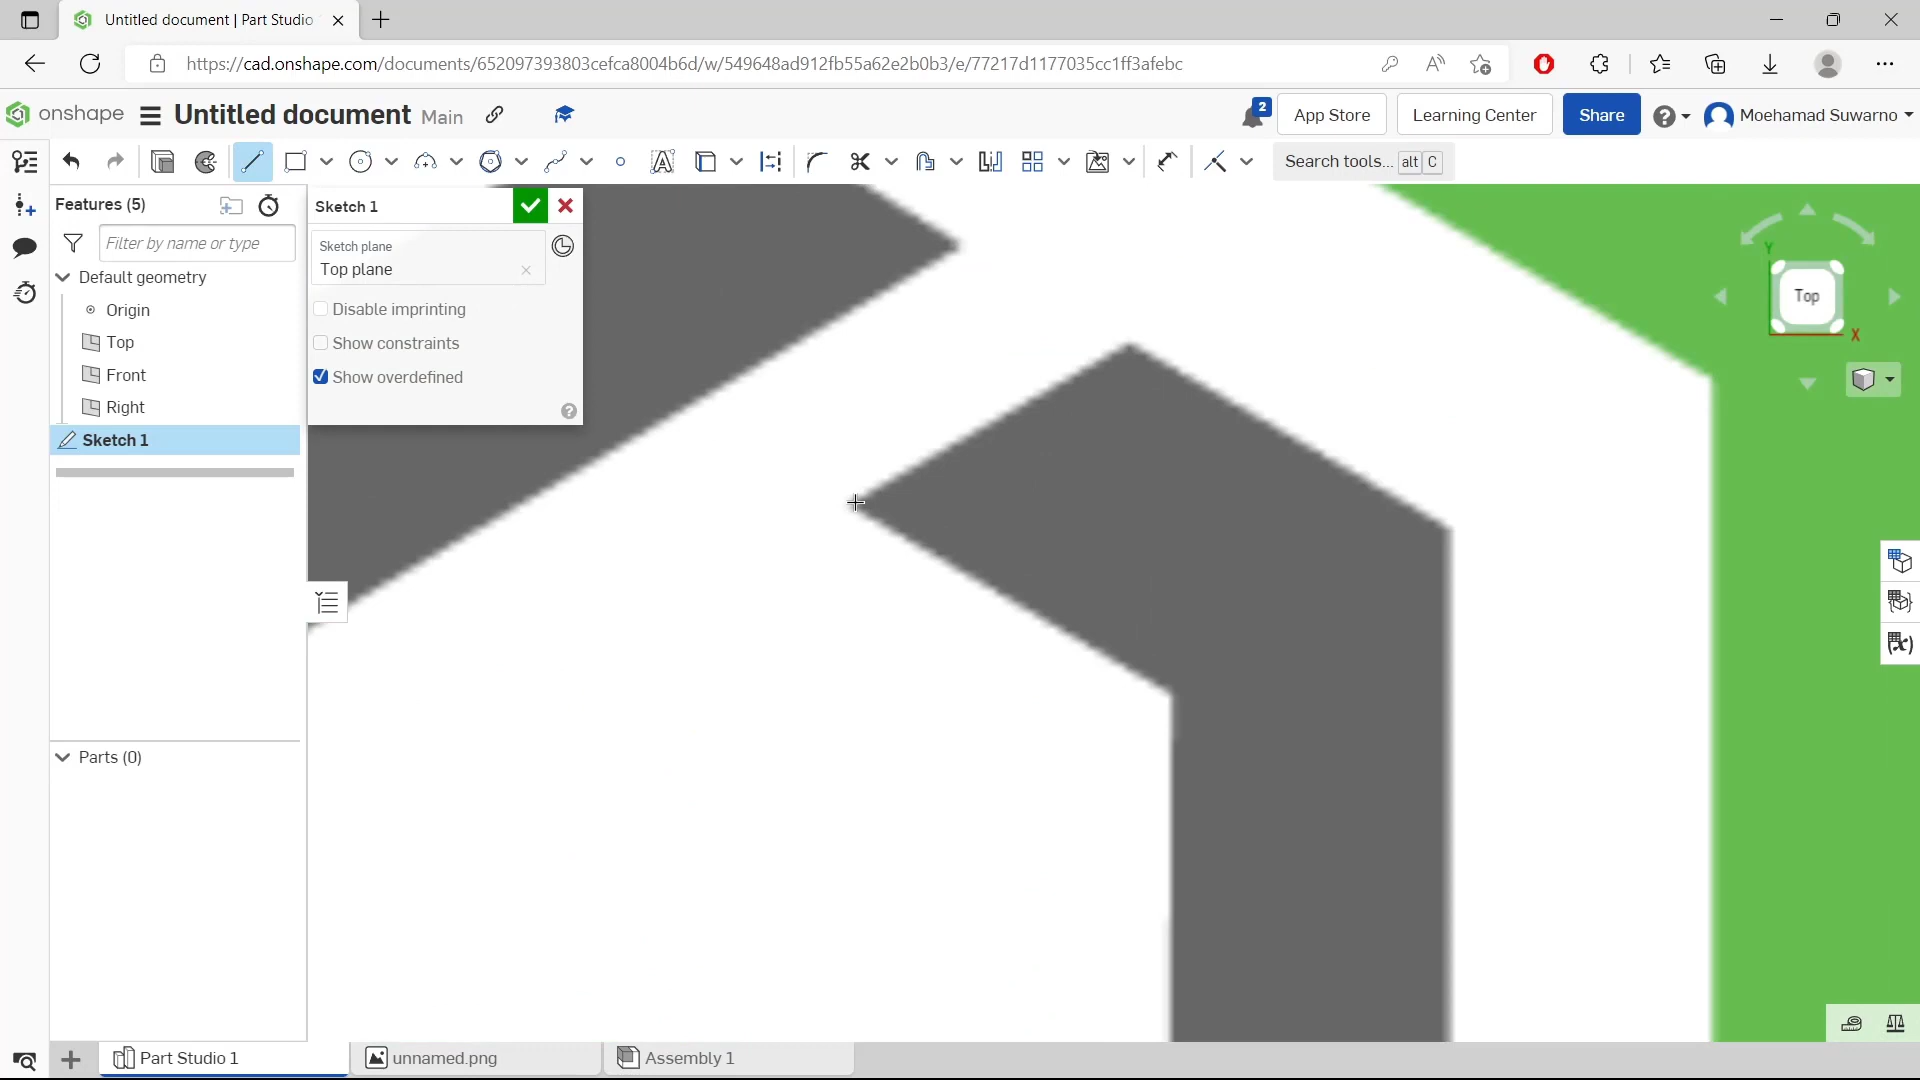 Untitled document | Part Studio
https://cad.onshape.com/documents/652097393803cefca8004b6d/w/549648ad912fb55a62e2b0b3/e/77217d1177035cc1ff3afebc
onshape Untitled document Main 2 App Store Learning Center Share Moehamad Suwarno
Search tools... alt C
Features (5)
Filter by name or type
Default geometry
Origin
Top
Front
Right
Sketch 1
Parts (0)
Sketch 1
Sketch plane
Top plane
Disable imprinting
Show constraints
Show overdefined
Y
Top
X
Part Studio 1 unnamed.png Assembly 1